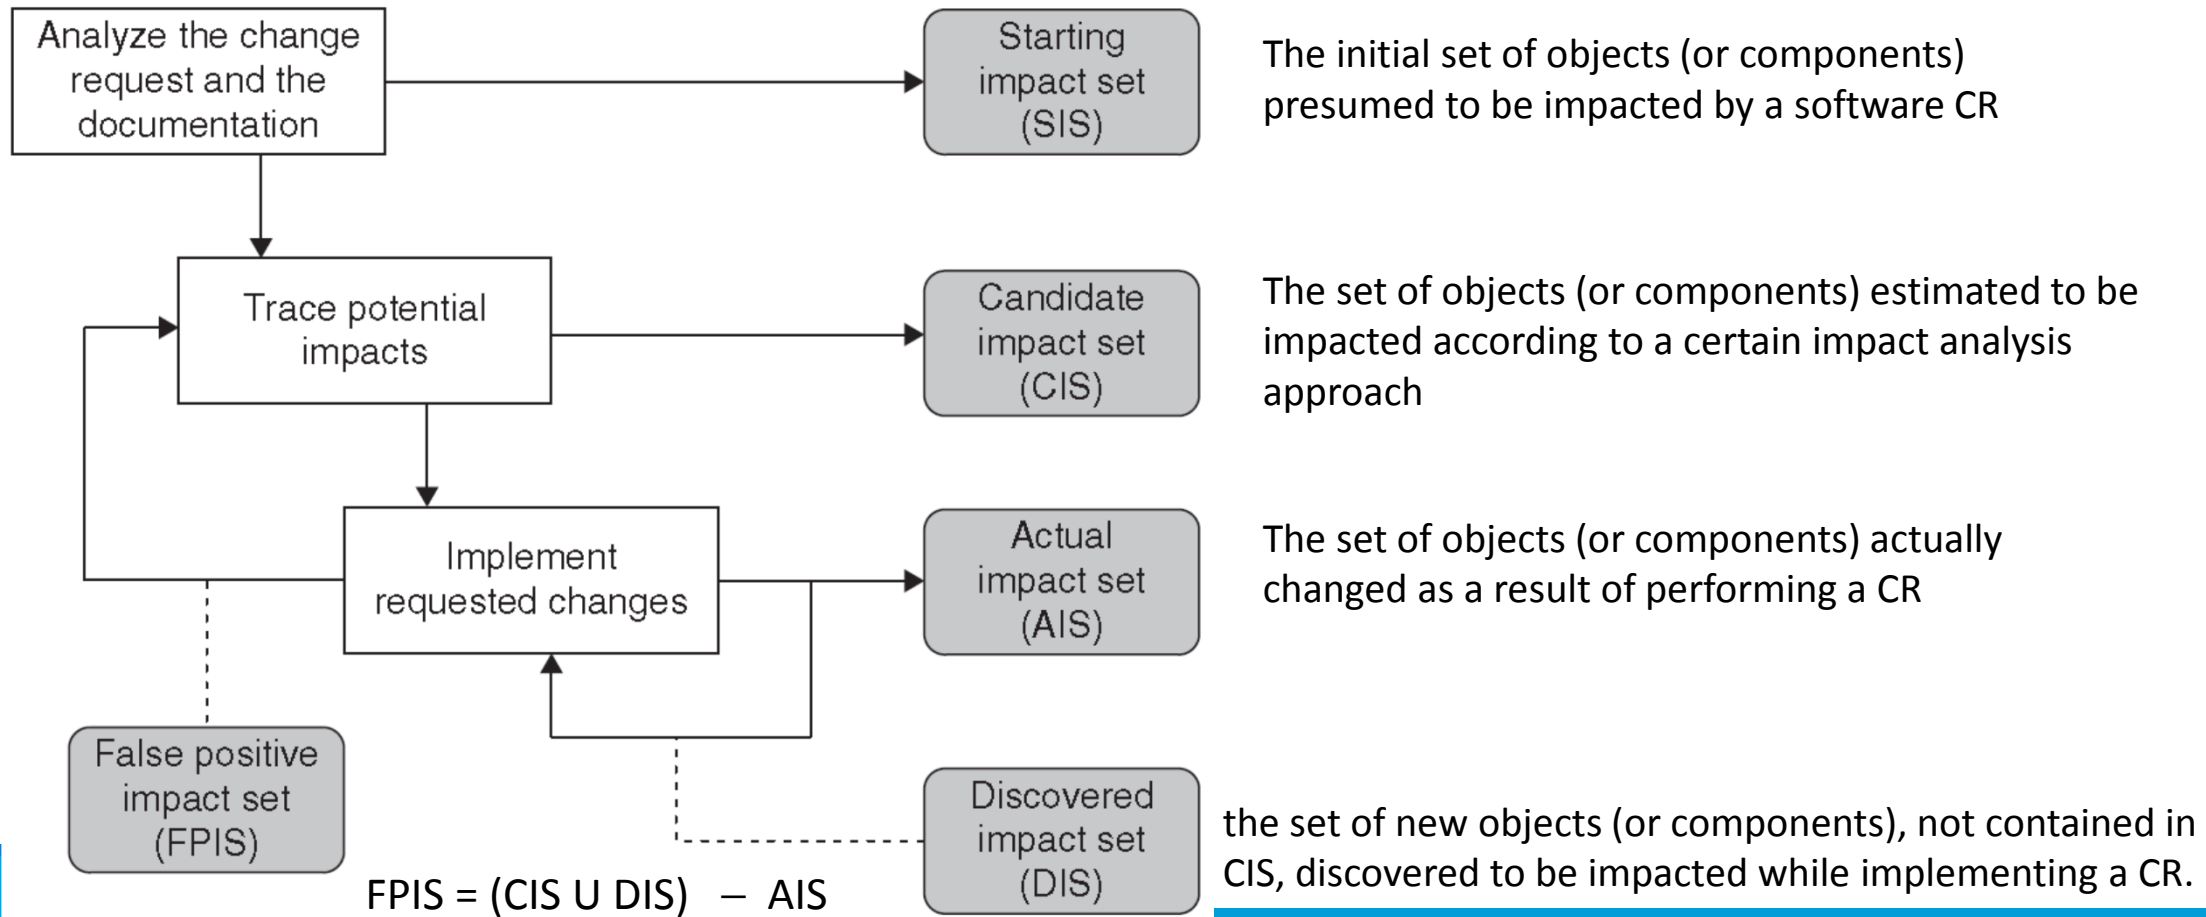 Analyze the change
request and the
documentation
Starting
impact set
(SIS)
The initial set of objects (or components)
presumed to be impacted by a software CR
Trace potential
impacts
Candidate
impact set
(CIS)
The set of objects (or components) estimated to be
impacted according to a certain impact analysis
approach
Implement
requested changes
Actual
impact set
(AIS)
The set of objects (or components) actually
changed as a result of performing a CR
False positive
impact set
(FPIS)
Discovered
impact set
(DIS)
the set of new objects (or components), not contained in
CIS, discovered to be impacted while implementing a CR.
FPIS = (CIS U DIS) – AIS